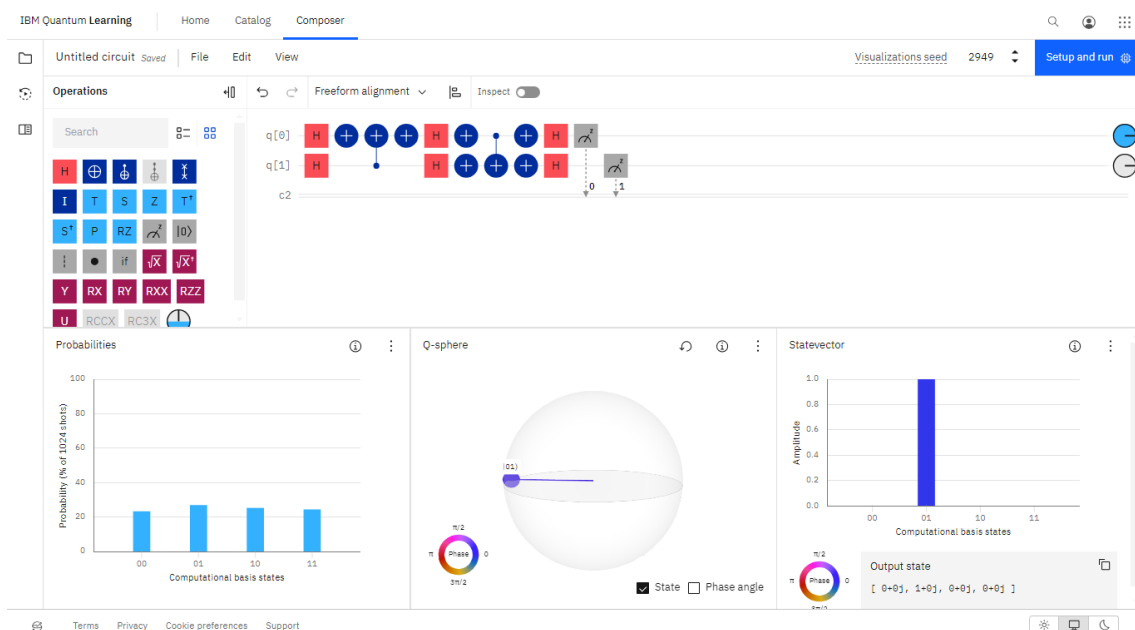 IBM Quantum Learning Home Catalog Composer
Untitled circuit Saved File Edit View Visualizations seed 2949 Setup and run
Operations Freeform alignment Inspect
Search
q[0] H H H
q[1] H H H
c2 0 1
H
I T S Z T†
S† P RZ z |0⟩
if √X √X†
Y RX RY RXX RZZ
U RCCX RC3X
Probabilities
Probability (% of 1024 shots)
100
80
60
40
20
0
00 01 10 11
Computational basis states
Q-sphere
|01⟩
π/2
π Phase 0
3π/2
State Phase angle
Statevector
Amplitude
1.0
0.8
0.6
0.4
0.2
0.0
00 01 10 11
Computational basis states
π/2
π Phase 0
3π/2
Output state
[ 0+0j, 1+0j, 0+0j, 0+0j ]
Terms Privacy Cookie preferences Support